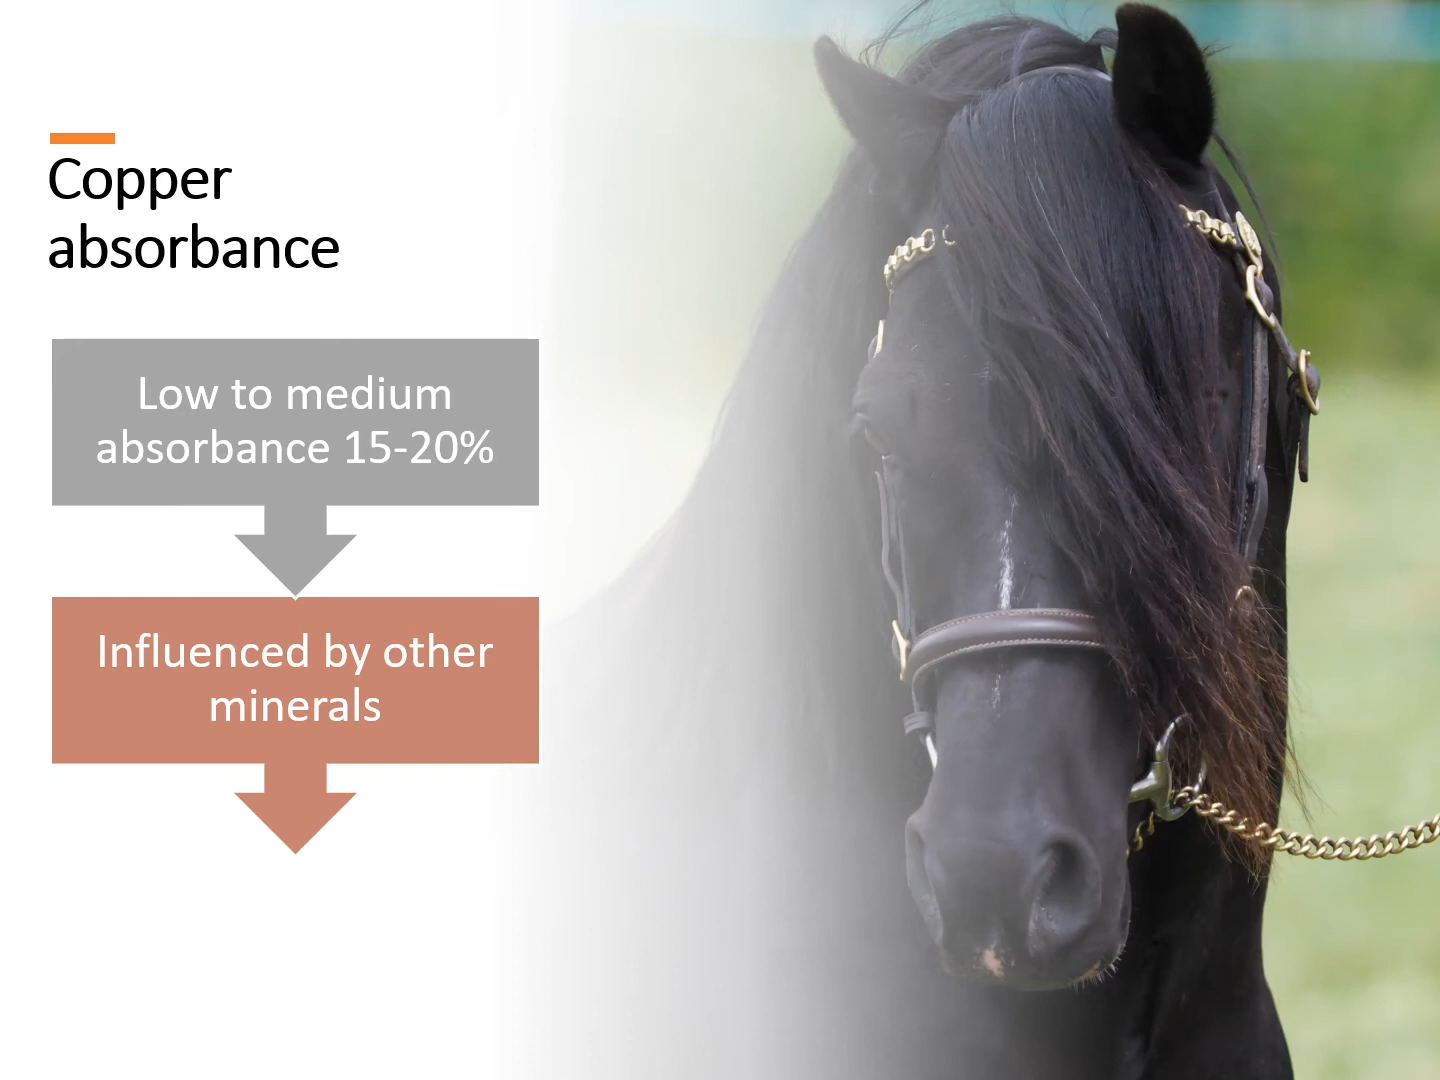 Copper
absorbance
Low to medium
absorbance 15-20%
Influenced by other
minerals